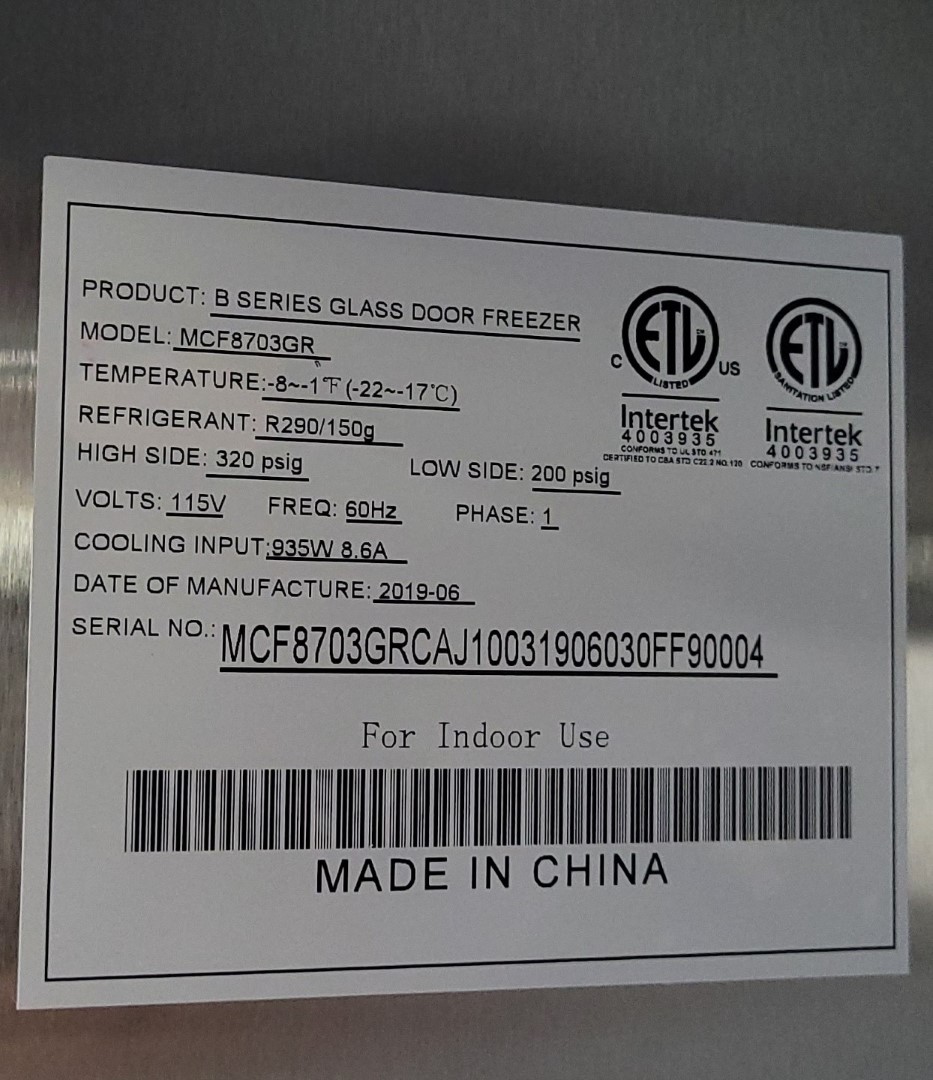 PRODUCT: B SERIES GLASS DOOR FREEZER
MODEL: MCF8703GR
TEMPERATURE:-8~-1℉(-22~-17℃)
REFRIGERANT: R290/150g
HIGH SIDE: 320 psig LOW SIDE: 200 psig
VOLTS: 115V FREQ: 60Hz PHASE: 1
COOLING INPUT:935W 8.6A
DATE OF MANUFACTURE: 2019-06
SERIAL NO.: MCF8703GRCAJ10031906030FF90004
ETL
C US
LISTED
Intertek
4003935
CONFORMS TO UL STD 471
CERTIFIED TO CSA STD C22.2 NO.120
ETL
SANITATION LISTED
Intertek
4003935
CONFORMS TO NSF/ANSI STD 7
For Indoor Use
MADE IN CHINA